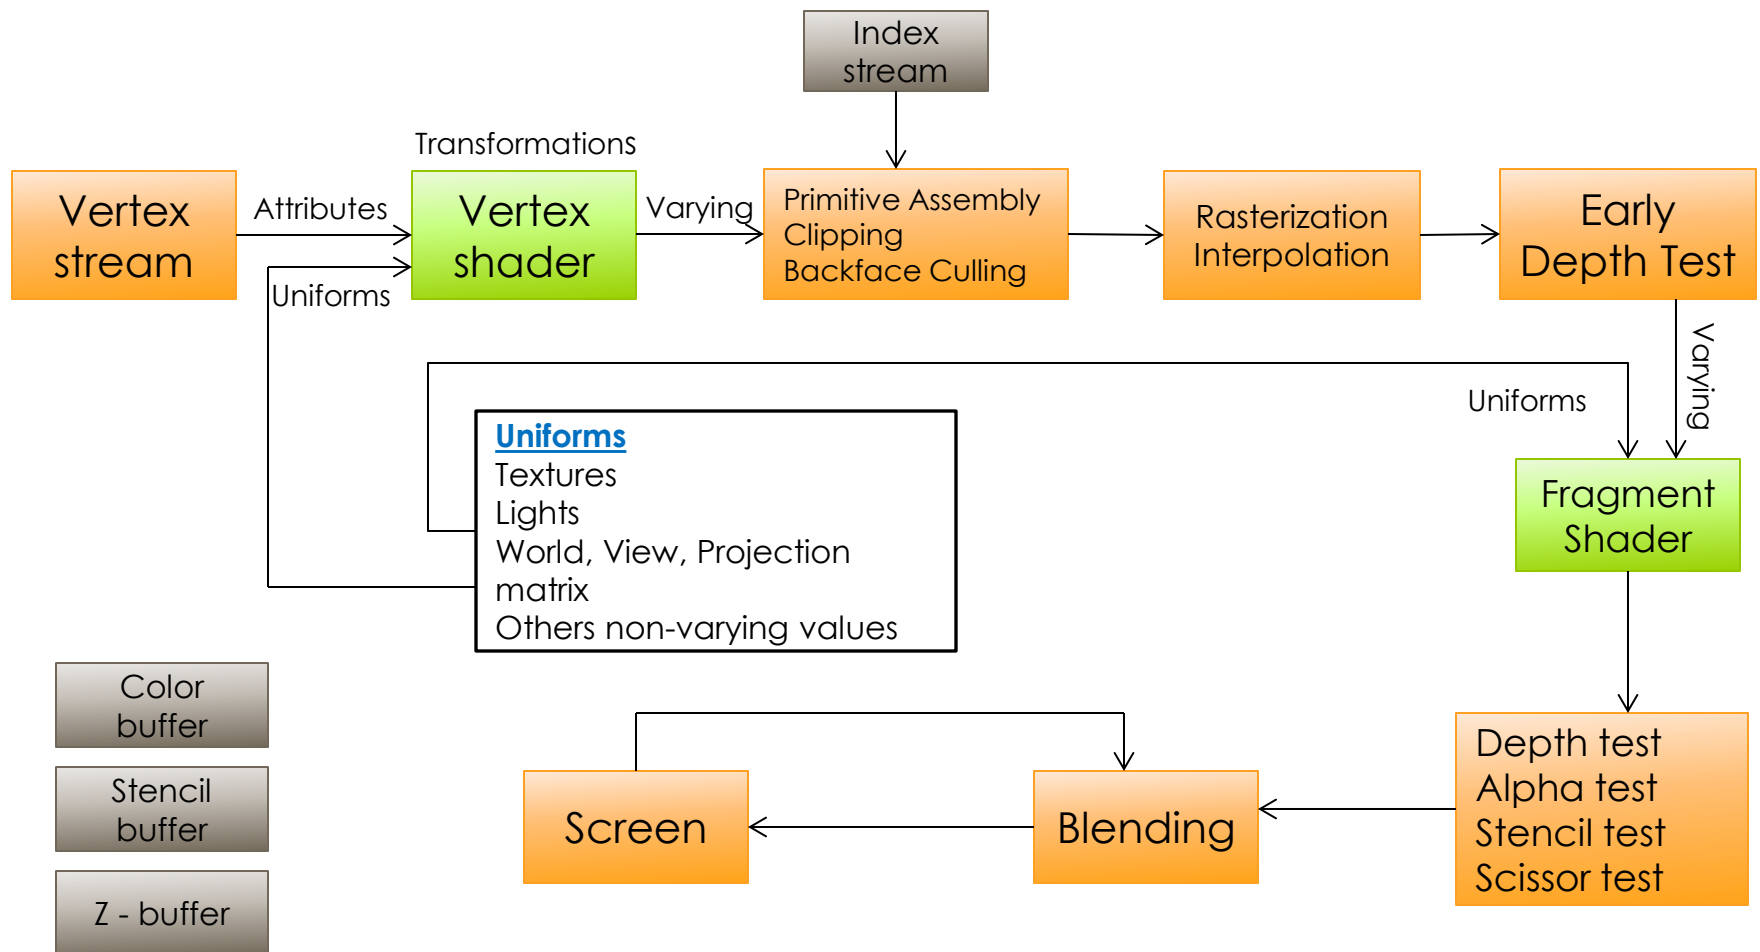 Index
stream
Transformations
Vertex
stream
Attributes
Uniforms
Vertex
shader
Varying
Primitive Assembly
Clipping
Backface Culling
Rasterization
Interpolation
Early
Depth Test
Varying
Uniforms
Uniforms
Textures
Lights
World, View, Projection
matrix
Others non-varying values
Fragment
Shader
Color
buffer
Stencil
buffer
Z - buffer
Screen
Blending
Depth test
Alpha test
Stencil test
Scissor test